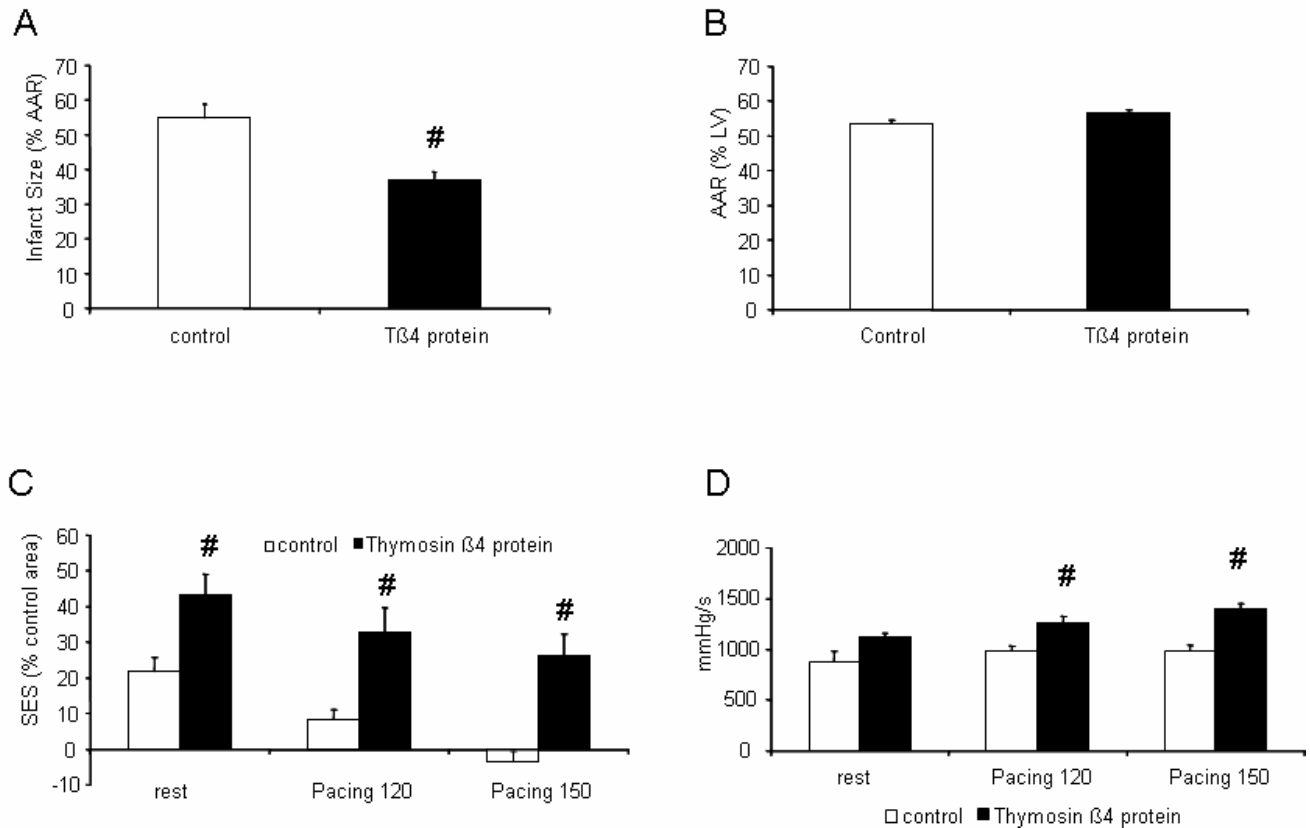 A
Infarct Size (% AAR)
70
60
50
40
30
20
10
0
#
control
Tß4 protein
B
AAR (% LV)
70
60
50
40
30
20
10
0
Control
Tß4 protein
C
SES (% control area)
60
50
40
30
20
10
0
-10
control
Thymosin ß4 protein
#
#
#
rest
Pacing 120
Pacing 150
D
mmHg/s
2000
1500
1000
500
0
#
#
rest
Pacing 120
Pacing 150
control
Thymosin ß4 protein